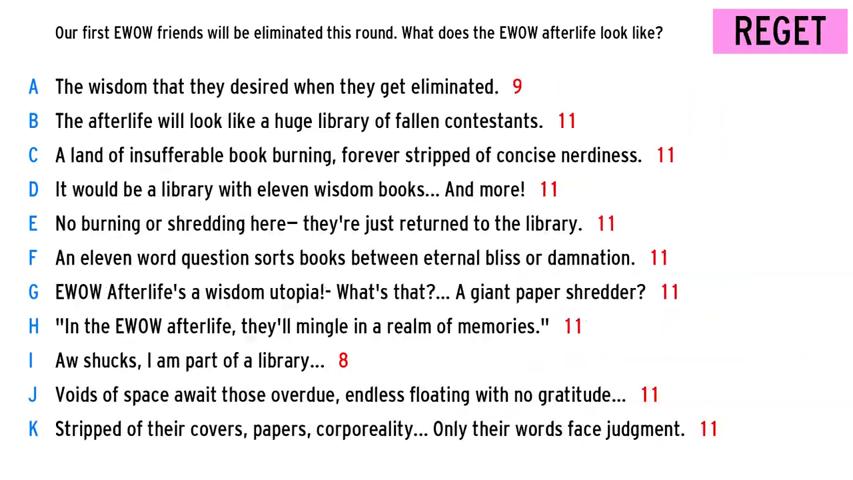 Our first EWOW friends will be eliminated this round. What does the EWOW afterlife look like?
REGET
A The wisdom that they desired when they get eliminated. 9
B The afterlife will look like a huge library of fallen contestants. 11
C A land of insufferable book burning, forever stripped of concise nerdiness. 11
D It would be a library with eleven wisdom books... And more! 11
E No burning or shredding here— they're just returned to the library. 11
F An eleven word question sorts books between eternal bliss or damnation. 11
G EWOW Afterlife's a wisdom utopia!- What's that?... A giant paper shredder? 11
H "In the EWOW afterlife, they'll mingle in a realm of memories." 11
I Aw shucks, I am part of a library... 8
J Voids of space await those overdue, endless floating with no gratitude... 11
K Stripped of their covers, papers, corporeality... Only their words face judgment. 11